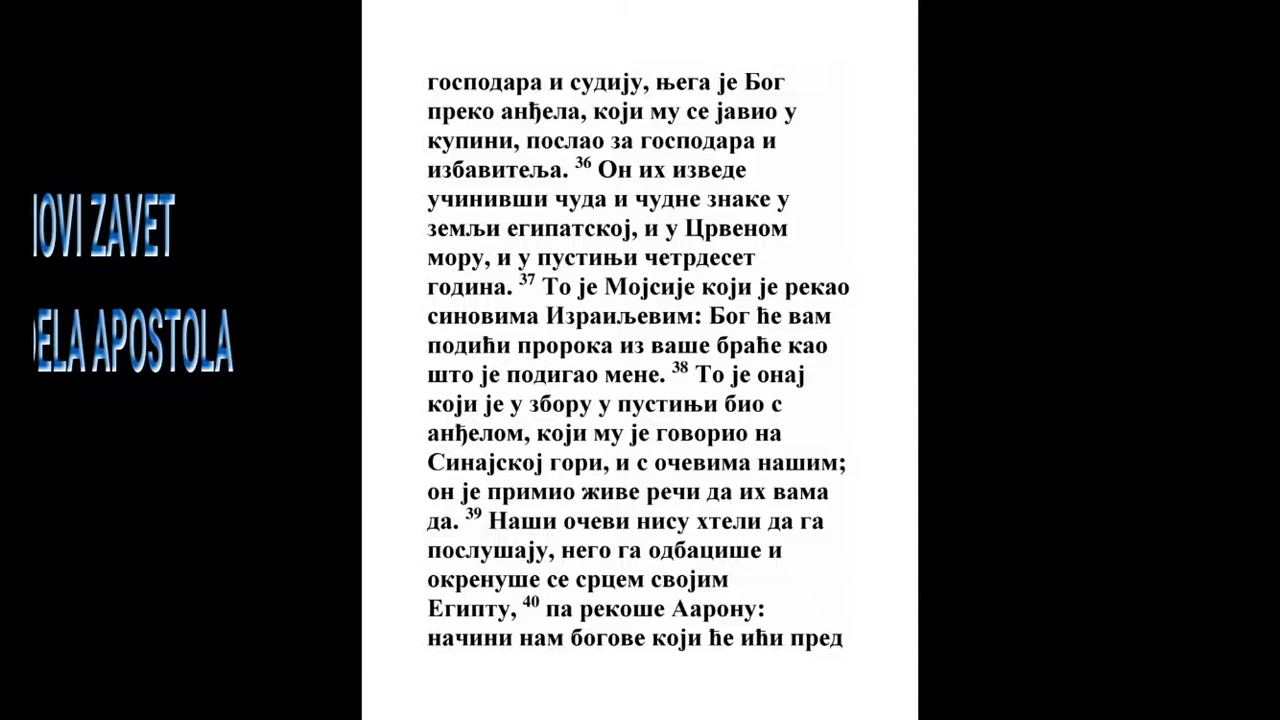 OVI ZAVET
ELA APOSTOLA
господара и судију, њега је Бог
преко анђела, који му се јавио у
купини, послао за господара и
избавитеља. 36 Он их изведе
учинивши чуда и чудне знаке у
земљи египатској, и у Црвеном
мору, и у пустињи четрдесет
година. 37 То је Мојсије који је рекао
синовима Израиљевим: Бог ће вам
подићи пророка из ваше браће као
што је подигао мене. 38 То је онај
који је у збору у пустињи био с
анђелом, који му је говорио на
Синајској гори, и с очевима нашим;
он је примио живе речи да их вама
да. 39 Наши очеви нису хтели да га
послушају, него га одбацише и
окренуше се срцем својим
Египту, 40 па рекоше Аарону:
начини нам богове који ће ићи пред